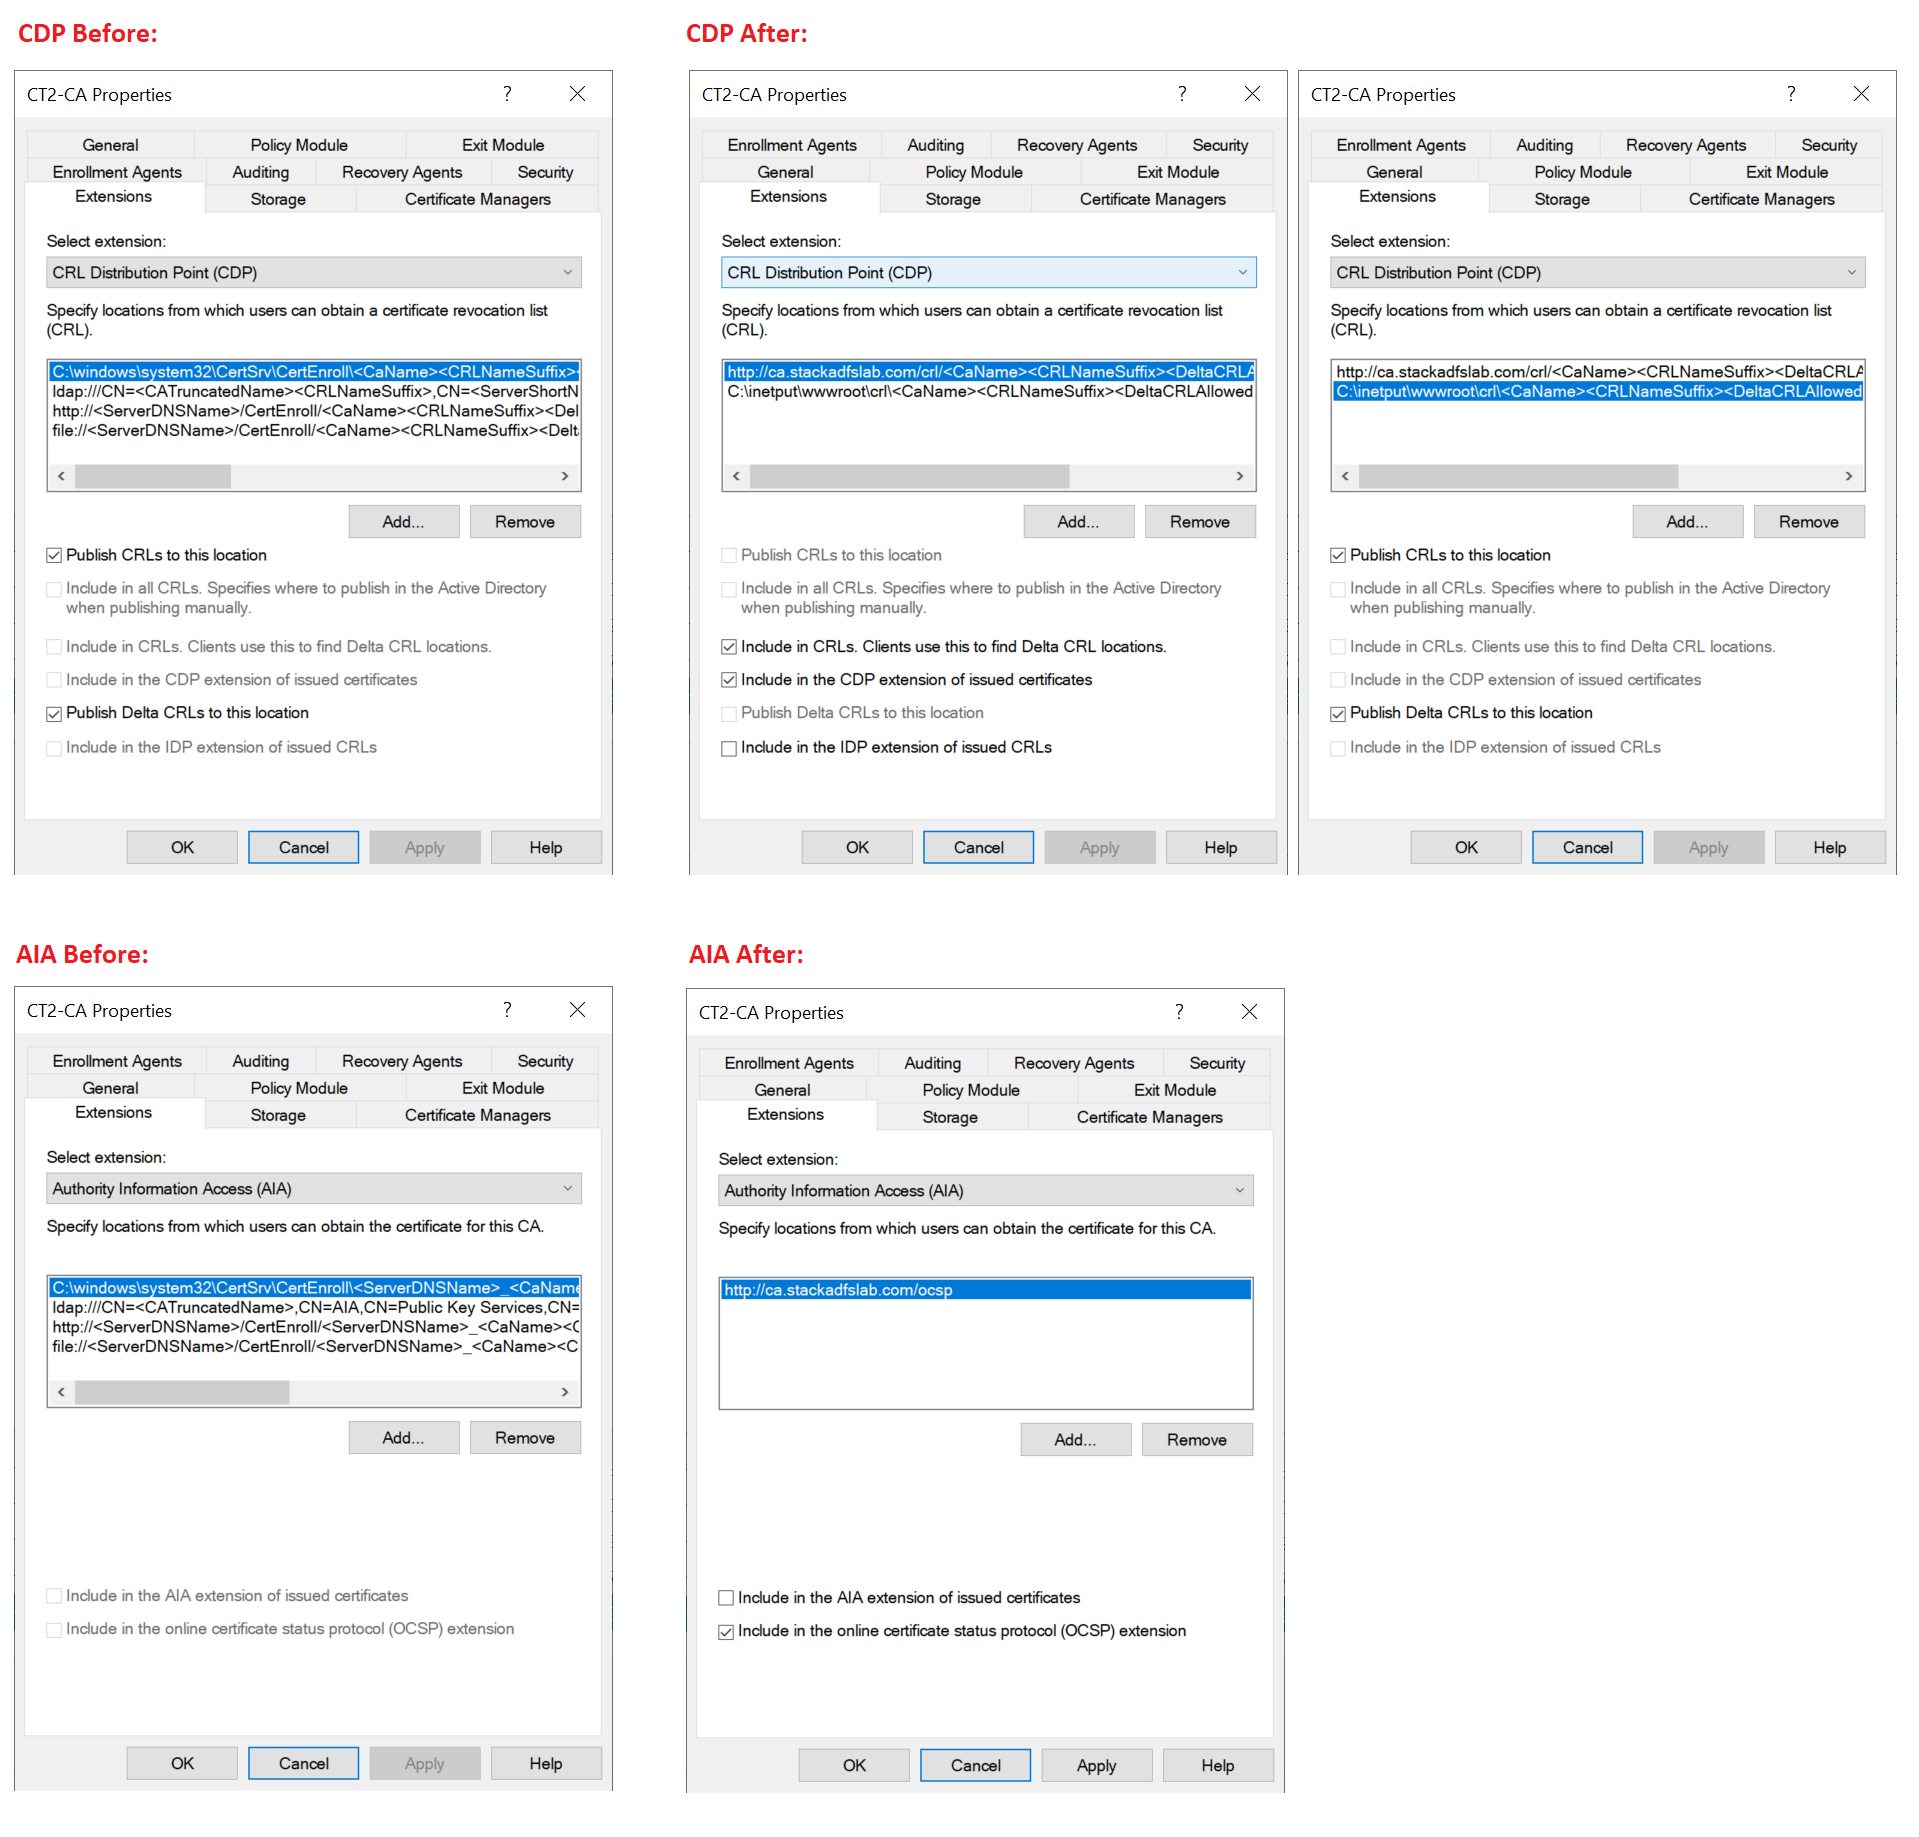 CDP Before:
CT2-CA Properties
?
General
Policy Module
Exit Module
Enrollment Agents
Auditing
Recovery Agents
Security
Extensions
Storage
Certificate Managers
Select extension:
CRL Distribution Point (CDP)
Specify locations from which users can obtain a certificate revocation list
(CRL).
C:\windows\system32\CertSrv\CertEnroll\<CaName><CRLNameSuffix><
ldap:///CN=<CATruncatedName><CRLNameSuffix>,CN=<ServerShortN
http://<ServerDNSName>/CertEnroll/<CaName><CRLNameSuffix><Del
file://<ServerDNSName>/CertEnroll/<CaName><CRLNameSuffix><Delt
Add...
Remove
Publish CRLs to this location
Include in all CRLs. Specifies where to publish in the Active Directory
when publishing manually.
Include in CRLs. Clients use this to find Delta CRL locations.
Include in the CDP extension of issued certificates
Publish Delta CRLs to this location
Include in the IDP extension of issued CRLs
OK
Cancel
Apply
Help
CDP After:
CT2-CA Properties
?
Enrollment Agents
Auditing
Recovery Agents
Security
General
Policy Module
Exit Module
Extensions
Storage
Certificate Managers
Select extension:
CRL Distribution Point (CDP)
Specify locations from which users can obtain a certificate revocation list
(CRL).
http://ca.stackadfslab.com/crl/<CaName><CRLNameSuffix><DeltaCRLA
C:\inetput\wwwroot\crl\<CaName><CRLNameSuffix><DeltaCRLAllowed
Add...
Remove
Publish CRLs to this location
Include in all CRLs. Specifies where to publish in the Active Directory
when publishing manually.
Include in CRLs. Clients use this to find Delta CRL locations.
Include in the CDP extension of issued certificates
Publish Delta CRLs to this location
Include in the IDP extension of issued CRLs
OK
Cancel
Apply
Help
CT2-CA Properties
?
Enrollment Agents
Auditing
Recovery Agents
Security
General
Policy Module
Exit Module
Extensions
Storage
Certificate Managers
Select extension:
CRL Distribution Point (CDP)
Specify locations from which users can obtain a certificate revocation list
(CRL).
http://ca.stackadfslab.com/crl/<CaName><CRLNameSuffix><DeltaCRLA
C:\inetput\wwwroot\crl\<CaName><CRLNameSuffix><DeltaCRLAllowed
Add...
Remove
Publish CRLs to this location
Include in all CRLs. Specifies where to publish in the Active Directory
when publishing manually.
Include in CRLs. Clients use this to find Delta CRL locations.
Include in the CDP extension of issued certificates
Publish Delta CRLs to this location
Include in the IDP extension of issued CRLs
OK
Cancel
Apply
Help
AIA Before:
CT2-CA Properties
?
Enrollment Agents
Auditing
Recovery Agents
Security
General
Policy Module
Exit Module
Extensions
Storage
Certificate Managers
Select extension:
Authority Information Access (AIA)
Specify locations from which users can obtain the certificate for this CA.
C:\windows\system32\CertSrv\CertEnroll\<ServerDNSName>_<CaName
ldap:///CN=<CATruncatedName>,CN=AIA,CN=Public Key Services,CN=
http://<ServerDNSName>/CertEnroll/<ServerDNSName>_<CaName><C
file://<ServerDNSName>/CertEnroll/<ServerDNSName>_<CaName><C
Add...
Remove
Include in the AIA extension of issued certificates
Include in the online certificate status protocol (OCSP) extension
OK
Cancel
Apply
Help
AIA After:
CT2-CA Properties
?
Enrollment Agents
Auditing
Recovery Agents
Security
General
Policy Module
Exit Module
Extensions
Storage
Certificate Managers
Select extension:
Authority Information Access (AIA)
Specify locations from which users can obtain the certificate for this CA.
http://ca.stackadfslab.com/ocsp
Add...
Remove
Include in the AIA extension of issued certificates
Include in the online certificate status protocol (OCSP) extension
OK
Cancel
Apply
Help